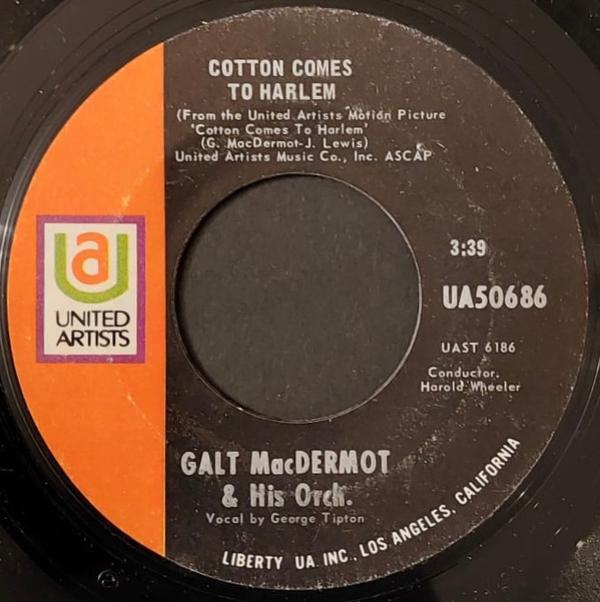 COTTON COMES
TO HARLEM
(From the United Artists Motion Picture
'Cotton Comes To Harlem'
(G. MacDermot-J. Lewis)
United Artists Music Co., Inc. ASCAP
3:39
UA50686
UAST 6186
Conductor.
Harold Wheeler
ua
UNITED
ARTISTS
GALT MacDERMOT
& His Orch.
Vocal by George Tipton
LIBERTY UA. INC., LOS ANGELES, CALIFORNIA